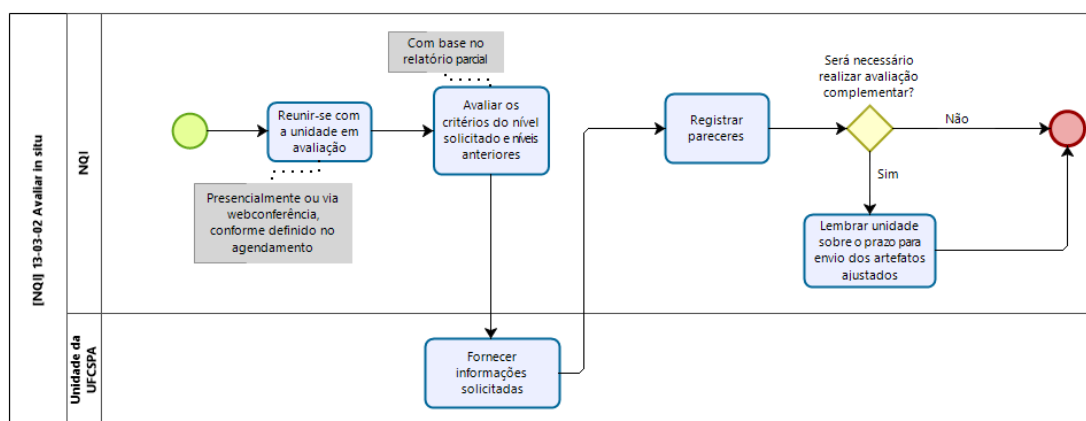 [NQI] 13-03-02 Avaliar in situ
NQI
Reunir-se com
a unidade em
avaliação
Presencialmente ou via
webconferência,
conforme definido no
agendamento
Com base no
relatório parcial
Avaliar os
critérios do nível
solicitado e níveis
anteriores
Registrar
pareceres
Será necessário
realizar avaliação
complementar?
Não
Sim
Lembrar unidade
sobre o prazo para
envio dos artefatos
ajustados
Unidade da
UFCSPA
Fornecer
informações
solicitadas